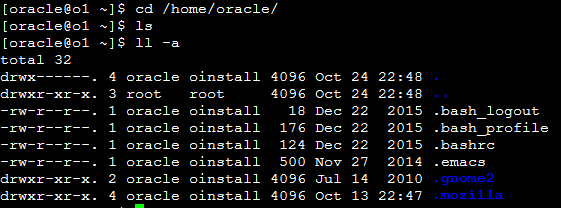 [oracle@o1 ~]$ cd /home/oracle/
[oracle@o1 ~]$ ls
[oracle@o1 ~]$ ll -a
total 32
drwx------. 4 oracle oinstall 4096 Oct 24 22:48 .
drwxr-xr-x. 3 root   root     4096 Oct 24 22:48 ..
-rw-r--r--. 1 oracle oinstall   18 Dec 22  2015 .bash_logout
-rw-r--r--. 1 oracle oinstall  176 Dec 22  2015 .bash_profile
-rw-r--r--. 1 oracle oinstall  124 Dec 22  2015 .bashrc
-rw-r--r--. 1 oracle oinstall  500 Nov 27  2014 .emacs
drwxr-xr-x. 2 oracle oinstall 4096 Jul 14  2010 .gnome2
drwxr-xr-x. 4 oracle oinstall 4096 Oct 13 22:47 .mozilla